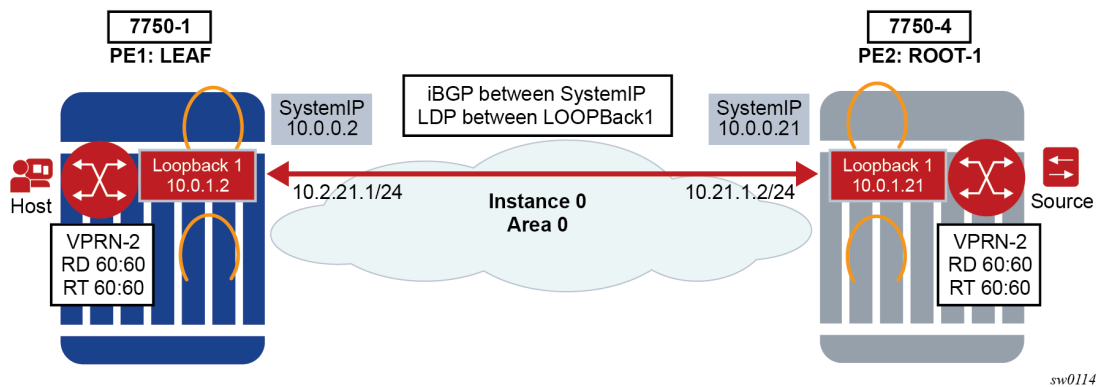 7750-1
PE1: LEAF
7750-4
PE2: ROOT-1
SystemIP
10.0.0.2
iBGP between SystemIP
LDP between LOOPBack1
SystemIP
10.0.0.21
Host
Loopback 1
10.0.1.2
10.2.21.1/24
Instance 0
Area 0
10.21.1.2/24
Loopback 1
10.0.1.21
Source
VPRN-2
RD 60:60
RT 60:60
VPRN-2
RD 60:60
RT 60:60
sw0114